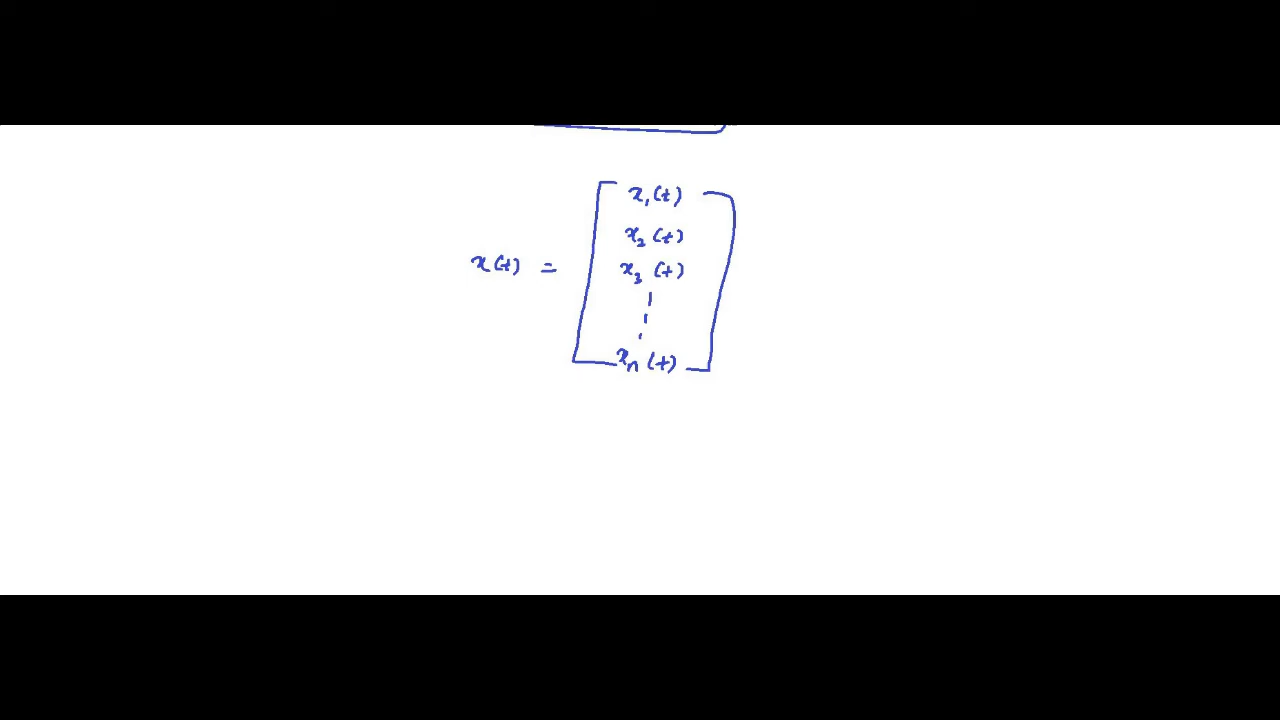 x₁(t)
x₂(t)
x(t) = x₃(t)
xₙ(t)